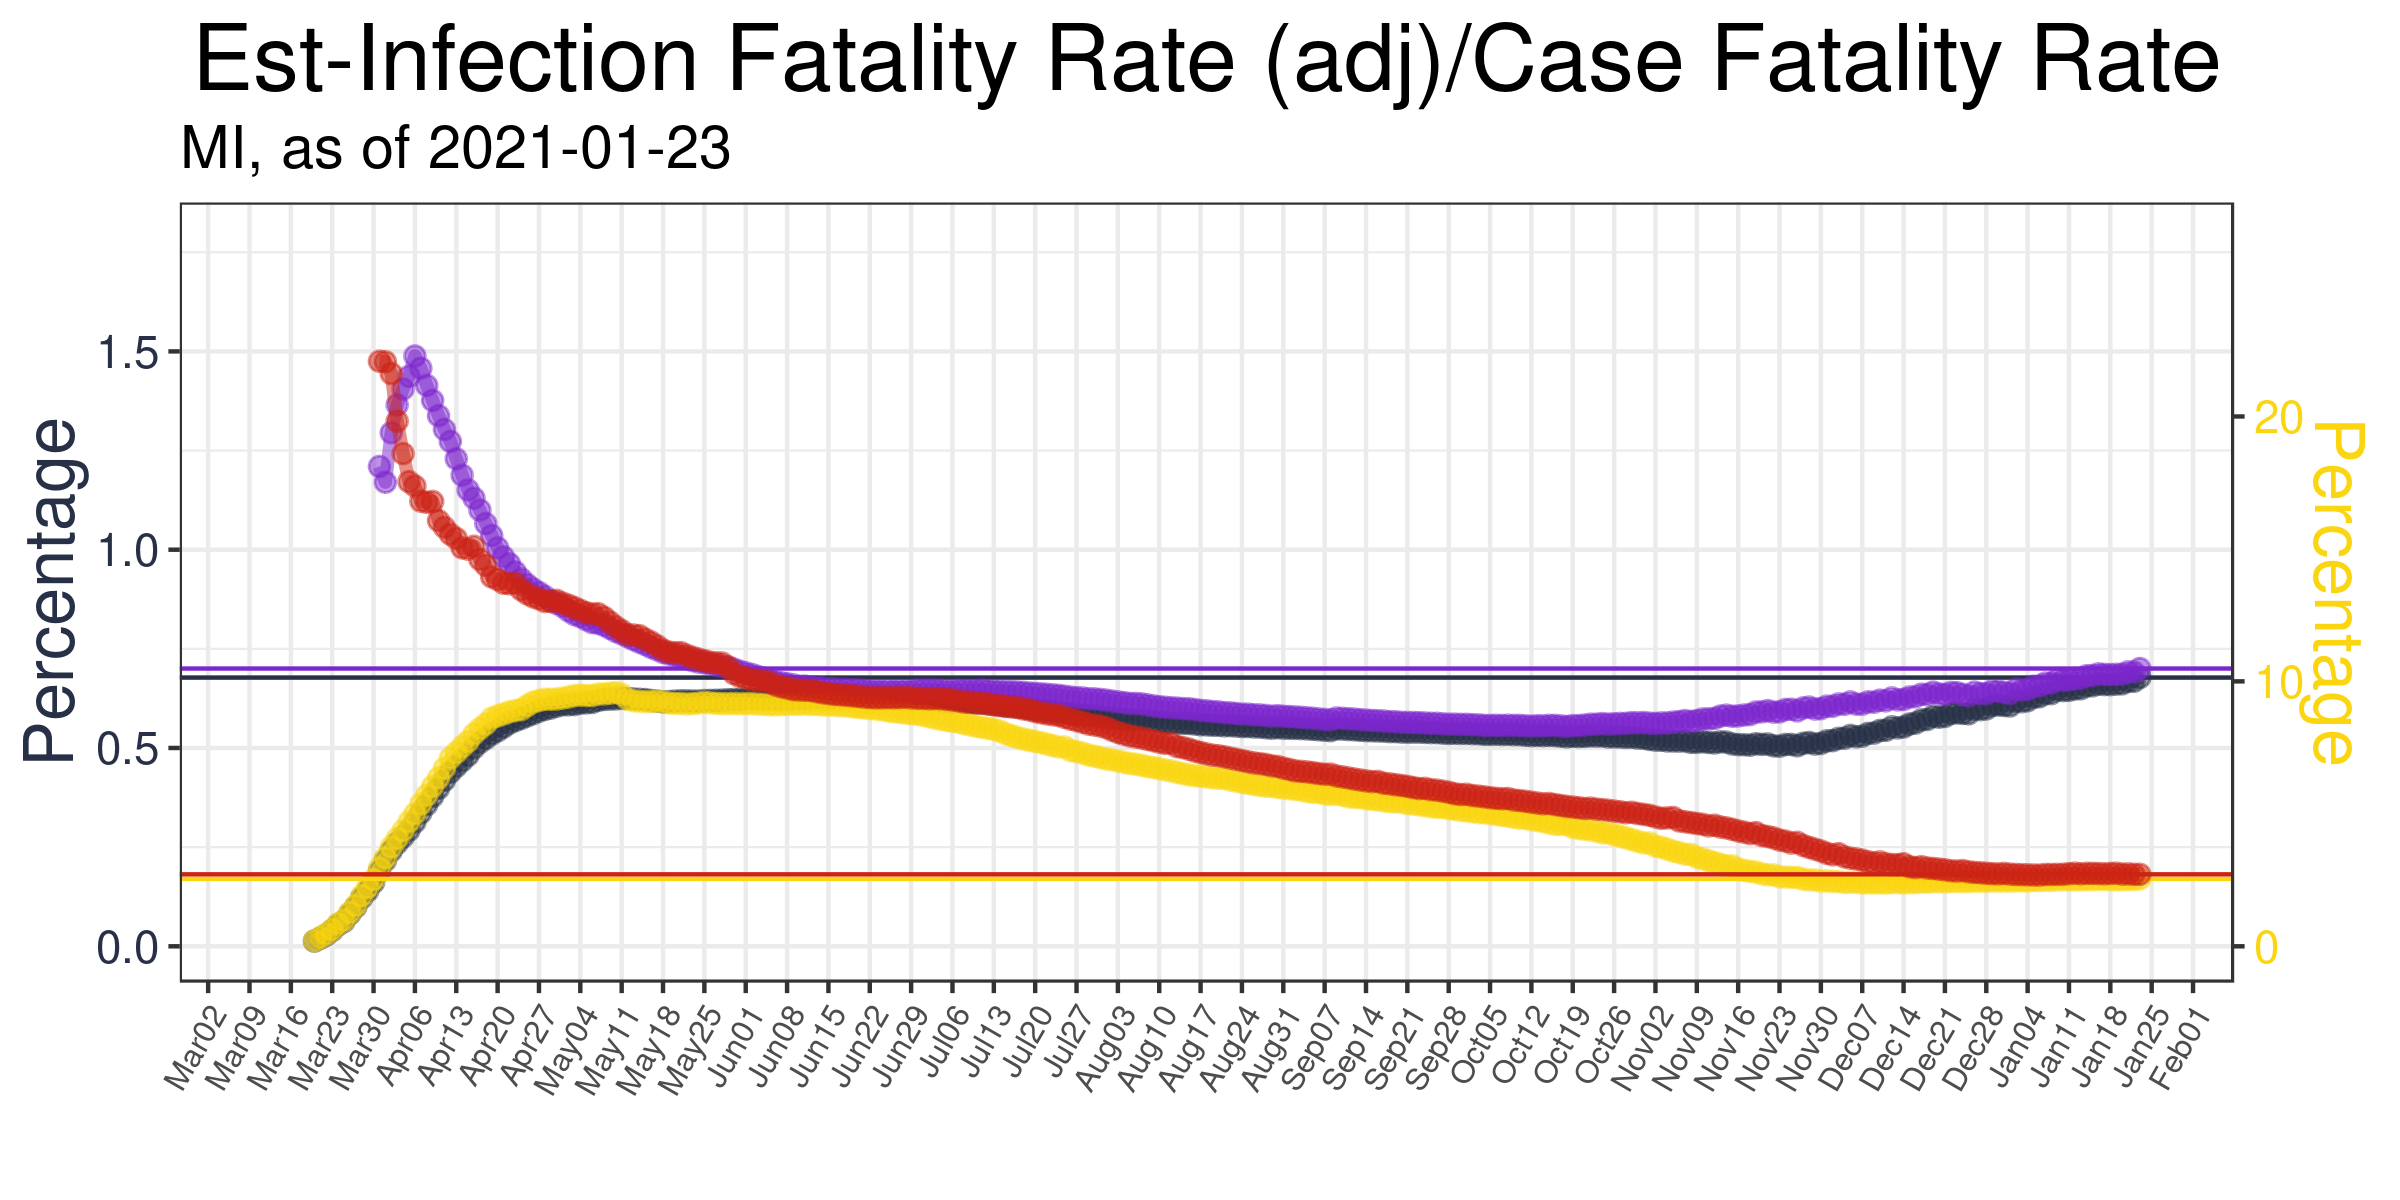 Est-Infection Fatality Rate (adj)/Case Fatality Rate
MI, as of 2021-01-23
Percentage
1.5
1.0
0.5
0.0
20
10
0
Percentage
Mar02
Mar09
Mar16
Mar23
Mar30
Apr06
Apr13
Apr20
Apr27
May04
May11
May18
May25
Jun01
Jun08
Jun15
Jun22
Jun29
Jul06
Jul13
Jul20
Jul27
Aug03
Aug10
Aug17
Aug24
Aug31
Sep07
Sep14
Sep21
Sep28
Oct05
Oct12
Oct19
Oct26
Nov02
Nov09
Nov16
Nov23
Nov30
Dec07
Dec14
Dec21
Dec28
Jan04
Jan11
Jan18
Jan25
Feb01